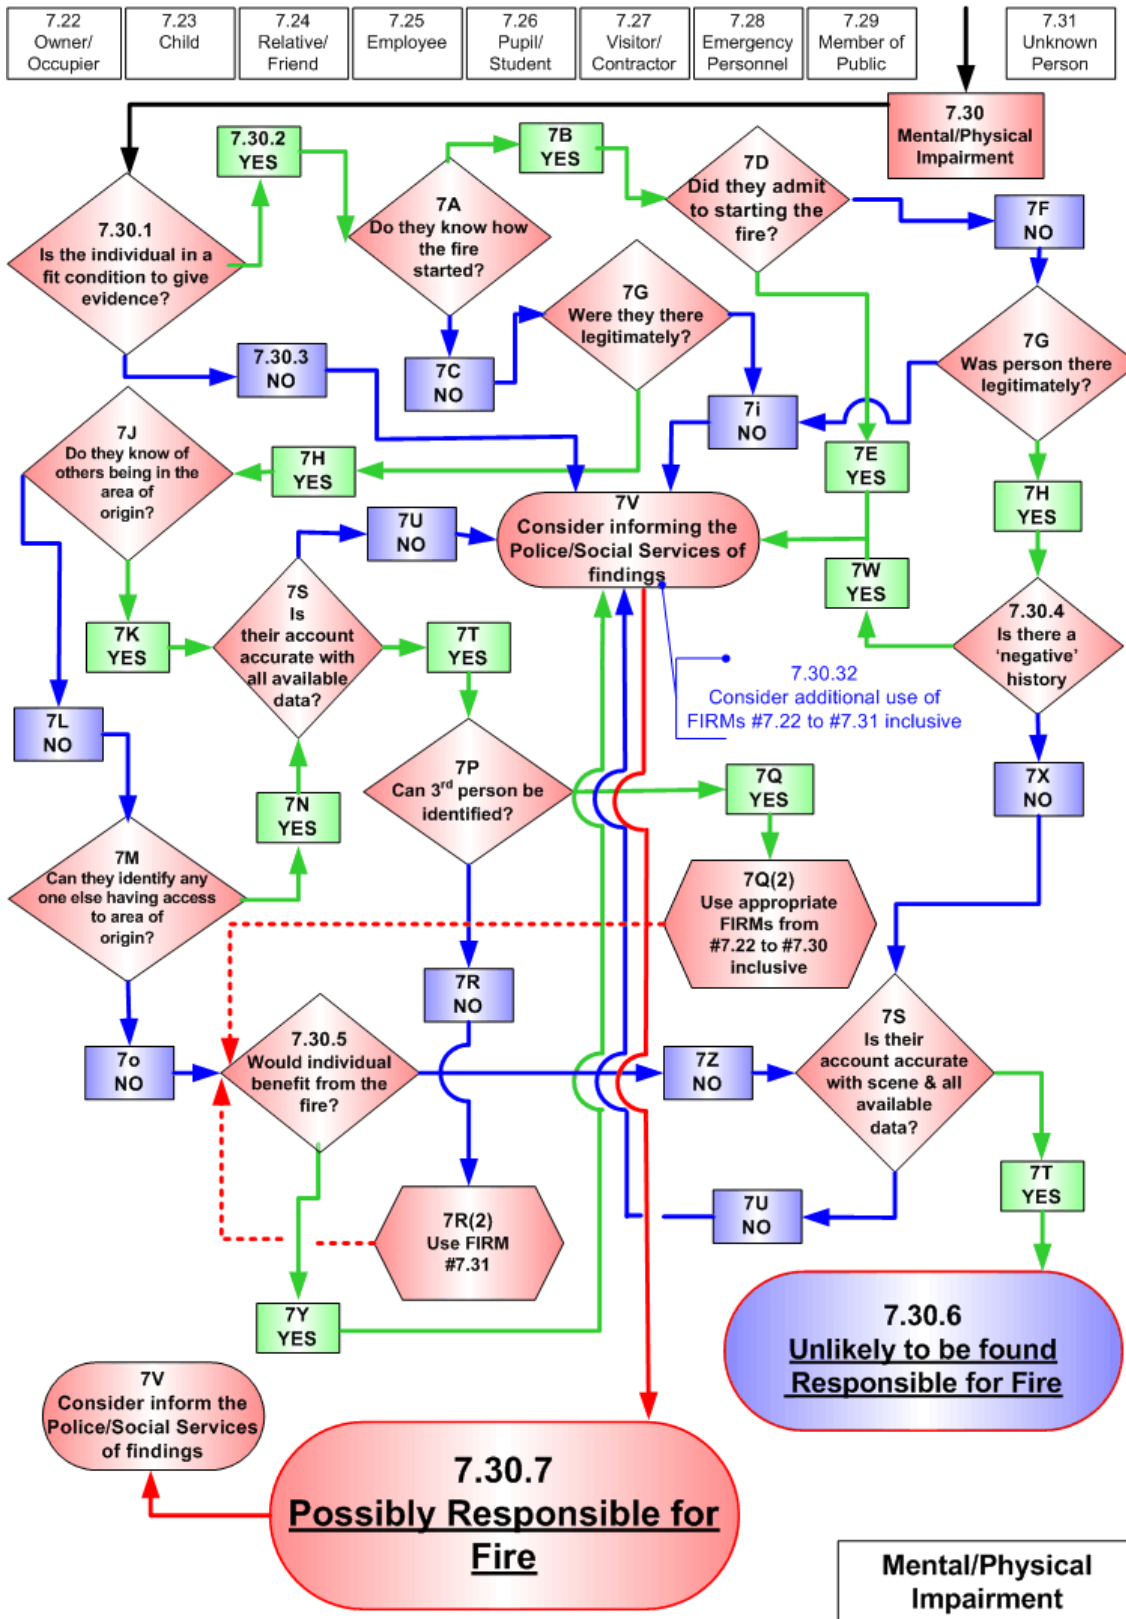 7.22
Owner/
Occupier
7.23
Child
7.24
Relative/
Friend
7.25
Employee
7.26
Pupil/
Student
7.27
Visitor/
Contractor
7.28
Emergency
Personnel
7.29
Member of
Public
7.31
Unknown
Person
7.30
Mental/Physical
Impairment
7.30.2
YES
7B
YES
7D
Did they admit
to starting the
fire?
7A
Do they know how
the fire
started?
7.30.1
Is the individual in a
fit condition to give
evidence?
7F
NO
7G
Were they there
legitimately?
7G
Was person there
legitimately?
7.30.3
NO
7C
NO
7i
NO
7J
Do they know of
others being in the
area of
origin?
7H
YES
7E
YES
7H
YES
7V
Consider informing the
Police/Social Services of
findings
7U
NO
7W
YES
7K
YES
7S
Is
their account
accurate with
all available
data?
7T
YES
7.30.4
Is there a
‘negative’
history
7.30.32
Consider additional use of
FIRMs #7.22 to #7.31 inclusive
7L
NO
7P
Can 3rd person be
identified?
7N
YES
7Q
YES
7X
NO
7M
Can they identify any
one else having access
to area of
origin?
7Q(2)
Use appropriate
FIRMs from
#7.22 to #7.30
inclusive
7R
NO
7S
Is their
account accurate
with scene & all
available
data?
7o
NO
7.30.5
Would individual
benefit from the
fire?
7Z
NO
7T
YES
7U
NO
7R(2)
Use FIRM
#7.31
7Y
YES
7.30.6
Unlikely to be found
Responsible for Fire
7V
Consider inform the
Police/Social Services
of findings
7.30.7
Possibly Responsible for
Fire
Mental/Physical
Impairment